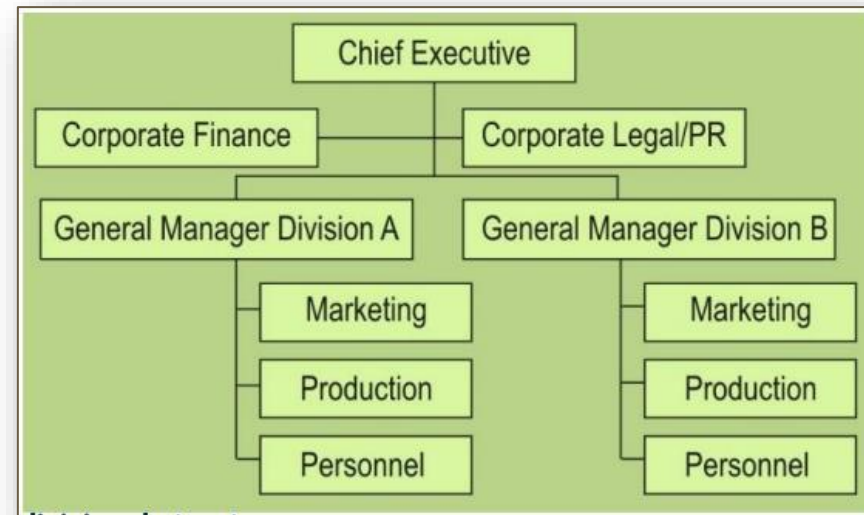 Chief Executive
Corporate Finance
Corporate Legal/PR
General Manager Division A
General Manager Division B
Marketing
Marketing
Production
Production
Personnel
Personnel